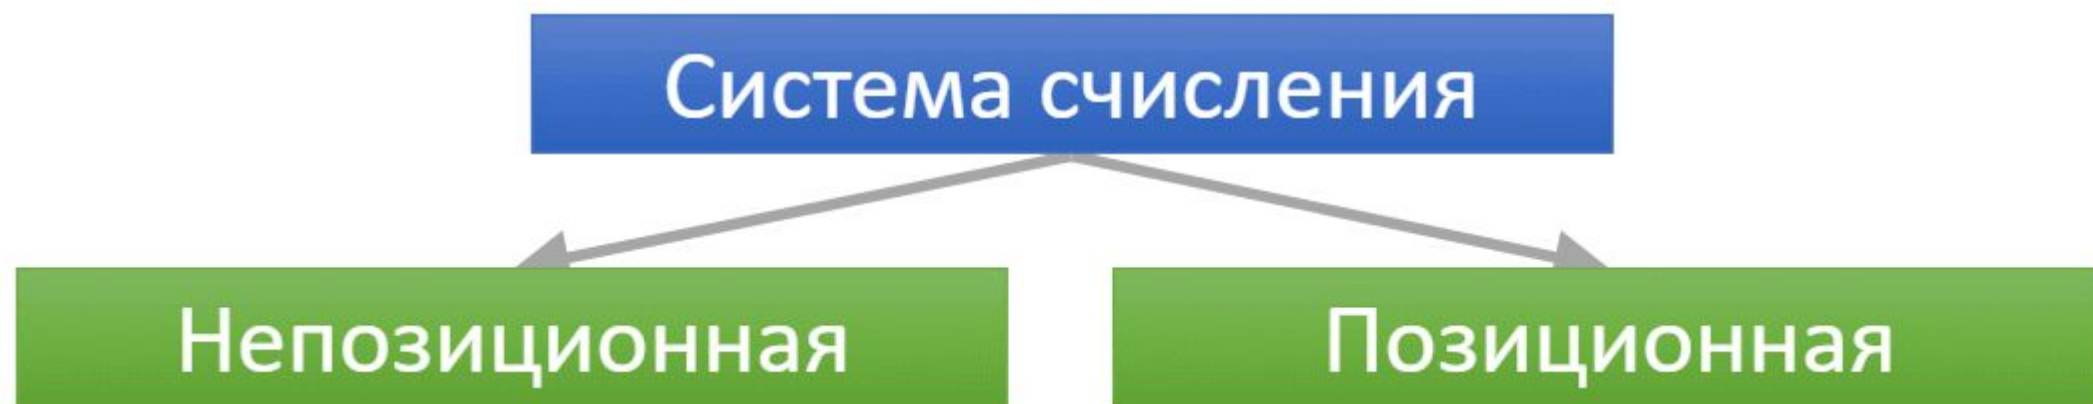 Система счисления
Непозиционная
Позиционная